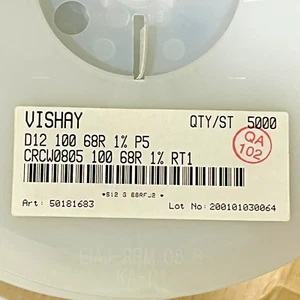 VISHAY QTY/ST 5000
D12 100 68R 1% P5
CRCW0805 100 68R 1% RT1
QA
102
Art: 50181683 Lot No: 200101030064